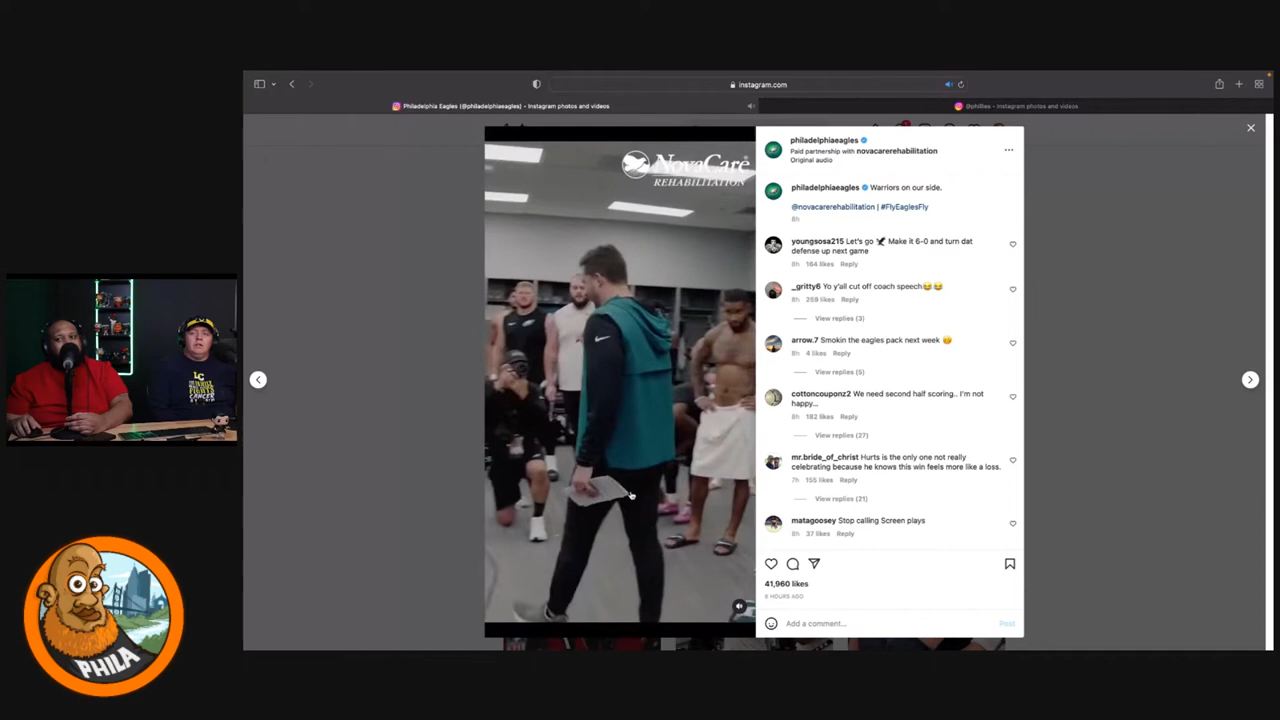 instagram.com
Philadelphia Eagles (@philadelphiaeagles) • Instagram photos and videos
@phillies • Instagram photos and videos
NovaCare
REHABILITATION
philadelphiaeagles
Paid partnership with novacarerehabilitation
Original audio
philadelphiaeagles Warriors on our side.
@novacarerehabilitation | #FlyEaglesFly
8h
youngsosa215 Let's go 🦅 Make it 6-0 and turn dat
defense up next game
8h 164 likes Reply
_gritty6 Yo y'all cut off coach speech😂😂
8h 259 likes Reply
View replies (3)
arrow.7 Smokin the eagles pack next week
8h 4 likes Reply
View replies (5)
cottoncouponz2 We need second half scoring.. I'm not
happy...
8h 182 likes Reply
View replies (27)
mr.bride_of_christ Hurts is the only one not really
celebrating because he knows this win feels more like a loss.
7h 155 likes Reply
View replies (21)
matagoosey Stop calling Screen plays
8h 37 likes Reply
41,960 likes
8 HOURS AGO
Add a comment...
Post
LC
CANCER
PHILA